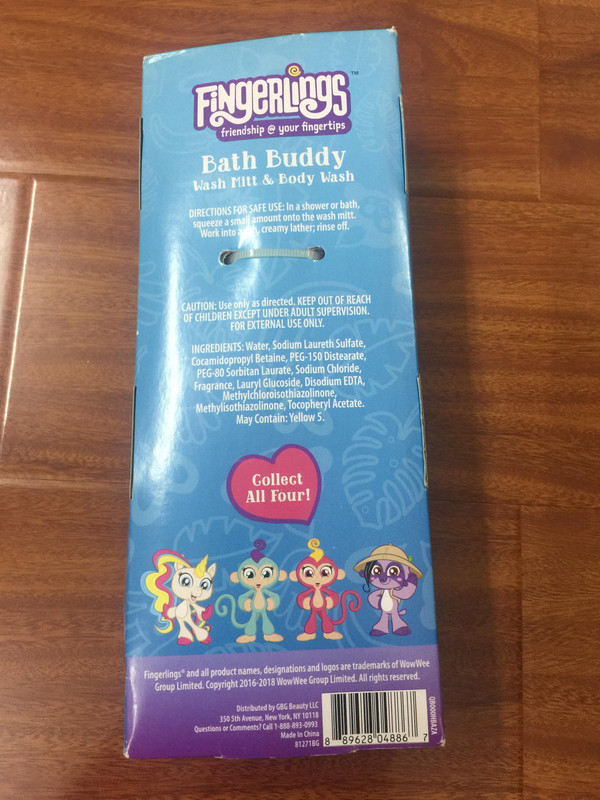 FiNGERLiNGS™
friendship @ your fingertips
Bath Buddy
Wash Mitt & Body Wash
DIRECTIONS FOR SAFE USE: In a shower or bath,
squeeze a small amount onto the wash mitt.
Work into a creamy lather; rinse off.
CAUTION: Use only as directed. KEEP OUT OF REACH
OF CHILDREN EXCEPT UNDER ADULT SUPERVISION.
FOR EXTERNAL USE ONLY.
INGREDIENTS: Water, Sodium Laureth Sulfate,
Cocamidopropyl Betaine, PEG-150 Distearate,
PEG-80 Sorbitan Laurate, Sodium Chloride,
Fragrance, Lauryl Glucoside, Disodium EDTA,
Methylchloroisothiazolinone,
Methylisothiazolinone, Tocopheryl Acetate.
May Contain: Yellow 5.
Collect
All Four!
Fingerlings® and all product names, designations and logos are trademarks of WowWee
Group Limited. Copyright 2016-2018 WowWee Group Limited. All rights reserved.
Distributed by GBG Beauty LLC
350 5th Avenue, New York, NY 10118
Questions or Comments? Call 1-888-893-0993
Made In China
81271BG
8 89628 04886 7